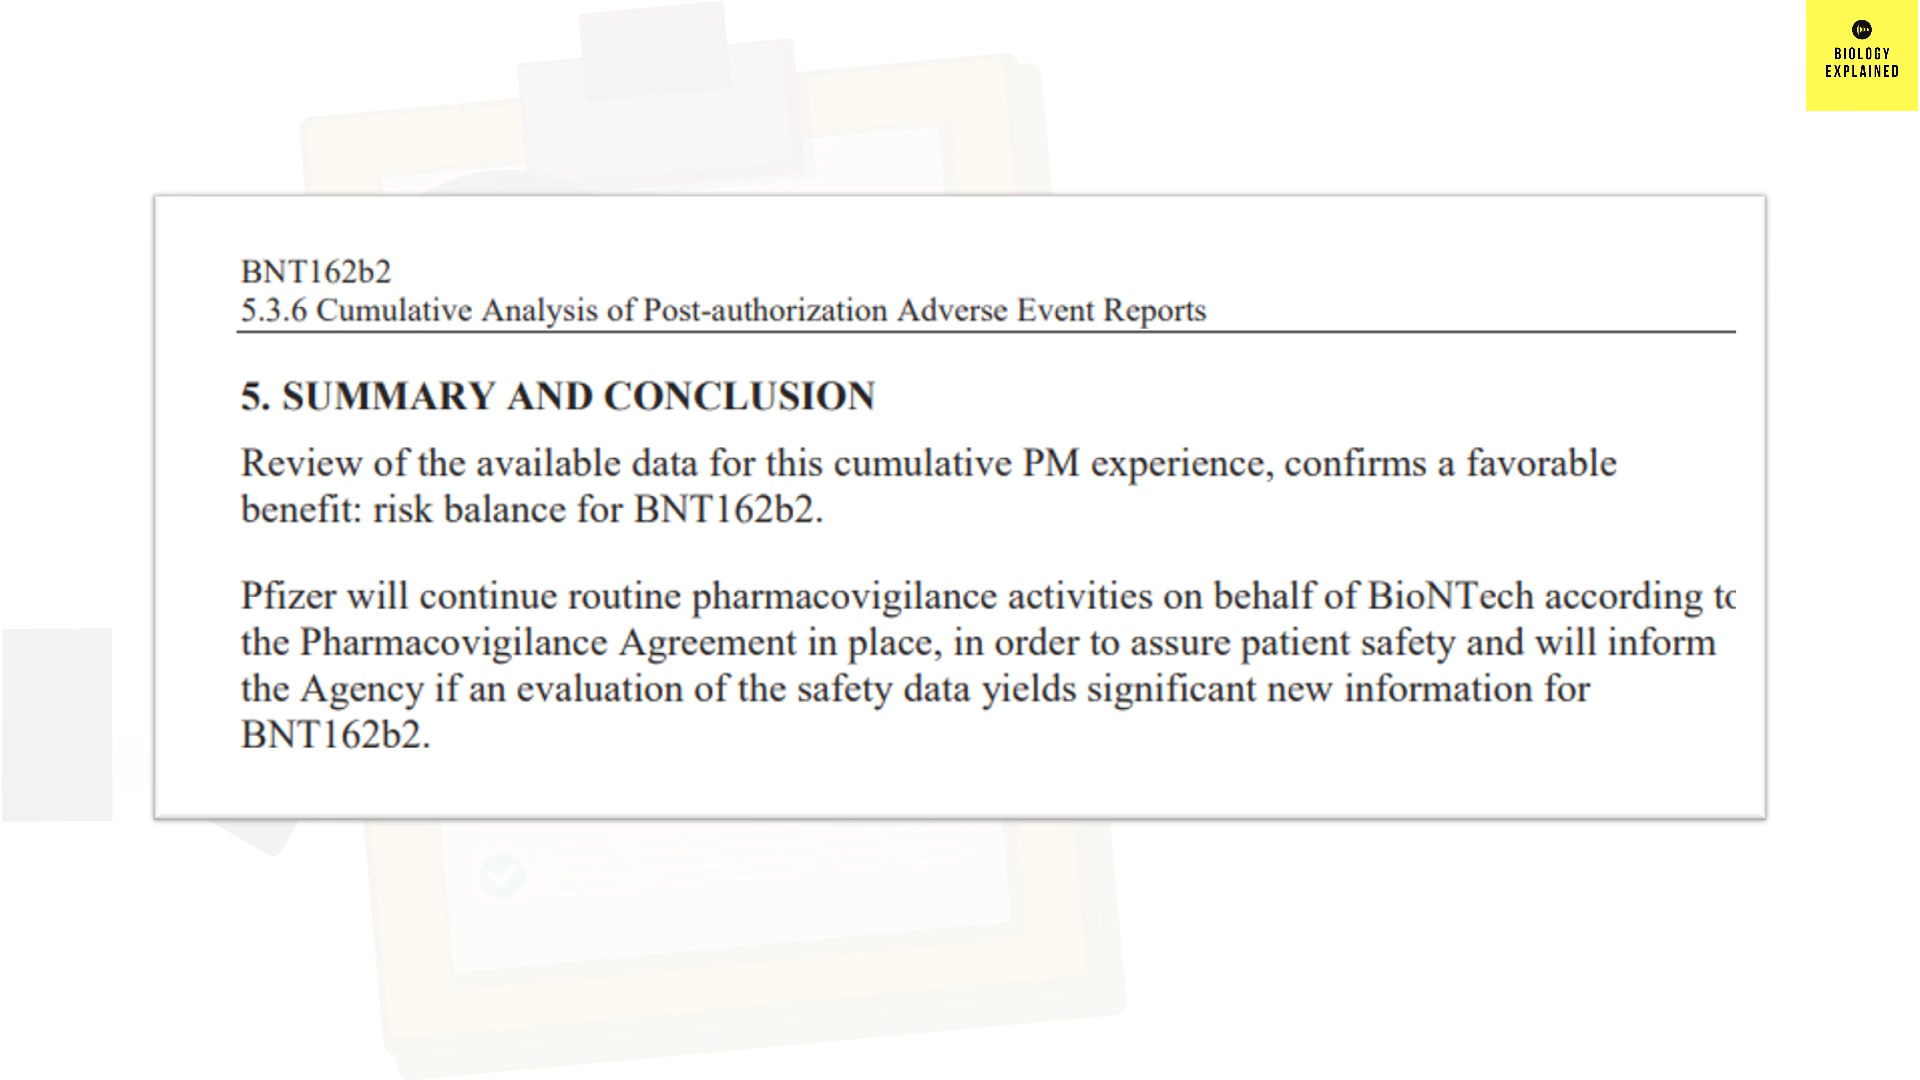 BIOLOGY
EXPLAINED
BNT162b2
5.3.6 Cumulative Analysis of Post-authorization Adverse Event Reports
5. SUMMARY AND CONCLUSION
Review of the available data for this cumulative PM experience, confirms a favorable
benefit: risk balance for BNT162b2.
Pfizer will continue routine pharmacovigilance activities on behalf of BioNTech according to
the Pharmacovigilance Agreement in place, in order to assure patient safety and will inform
the Agency if an evaluation of the safety data yields significant new information for
BNT162b2.